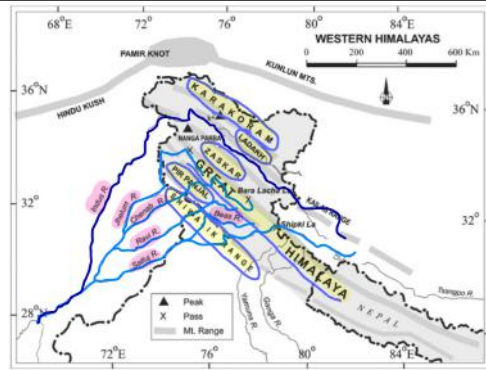 68°E 72°E 76° 80° 84°E
WESTERN HIMALAYAS
0 200 400 600 Km
PAMIR KNOT
KUNLUN MTS.
HINDU KUSH
36°N
36°N
KARAKORAM
LADAKH
NANGA PARBAT
ZASKAR
GREAT
PIR PANJAL
Bara Lacha La
KAILAS RANGE
32°N
32°
Shipki La
Indus R.
Jhelum R.
Chenab R.
Beas R.
Ravi R.
Satluj R.
SHIWALIK RANGE
HIMALAYA
Tsangpo R.
NEPAL
Yamuna R.
Ganga R.
28°N
28°N
Peak
Pass
Mt. Range
72°E 76° 80° 84°E